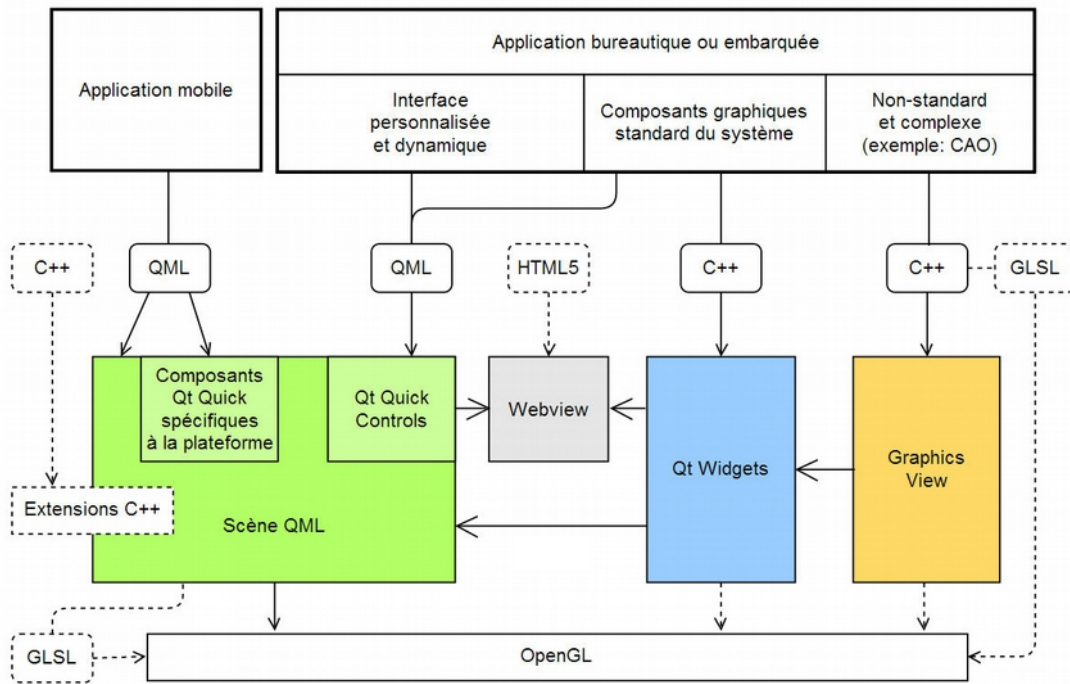 Application bureautique ou embarquée
Application mobile
Interface
personnalisée
et dynamique
Composants graphiques
standard du système
Non-standard
et complexe
(exemple: CAO)
C++
QML
QML
HTML5
C++
C++
GLSL
Composants
Qt Quick
spécifiques
à la plateforme
Qt Quick
Controls
Webview
Qt Widgets
Graphics
View
Extensions C++
Scène QML
GLSL
OpenGL